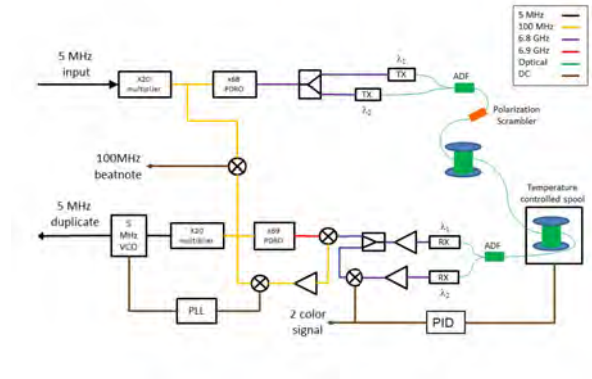 5 MHz
100 MHz
6.8 GHz
6.9 GHz
Optical
DC
5 MHz
input
X20
multiplier
x68
PDRO
λ1
TX
TX
λ2
ADF
Polarization
Scrambler
100MHz
beatnote
Temperature
controlled spool
5 MHz
duplicate
5
MHz
VCO
X20
multiplier
x69
PDRO
λ1
RX
RX
λ2
ADF
PLL
2 color
signal
PID